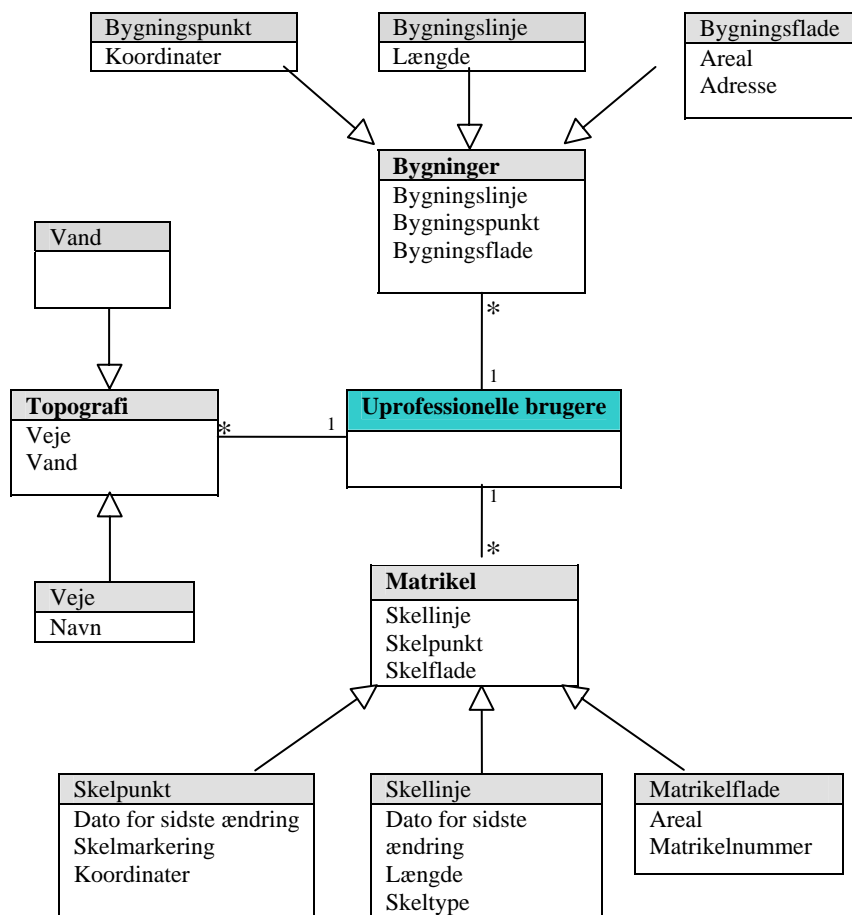 Bygningspunkt
Koordinater
Bygningslinje
Længde
Bygningsflade
Areal
Adresse
Bygninger
Bygningslinje
Bygningspunkt
Bygningsflade
*
1
Vand
Topografi
Veje
Vand
*
1
Uprofessionelle brugere
1
*
Veje
Navn
Matrikel
Skellinje
Skelpunkt
Skelflade
Skelpunkt
Dato for sidste ændring
Skelmarkering
Koordinater
Skellinje
Dato for sidste
ændring
Længde
Skeltype
Matrikelflade
Areal
Matrikelnummer